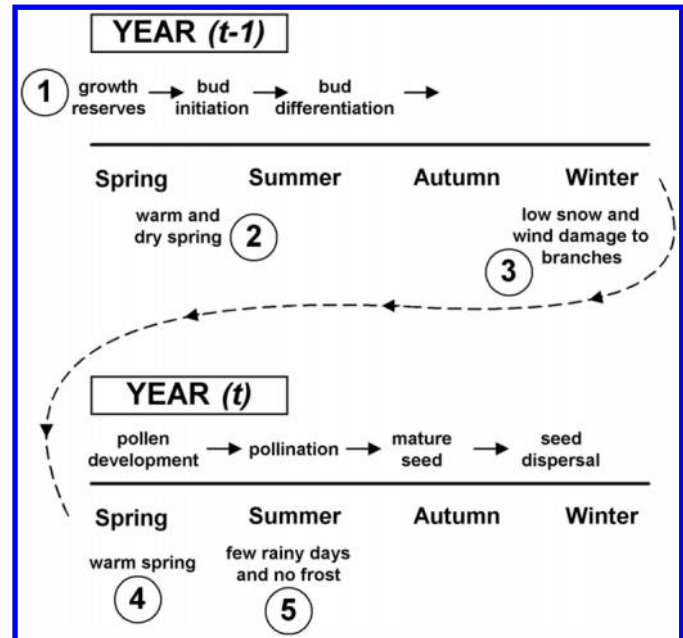 YEAR (t-1)
1 growth reserves → bud initiation → bud differentiation →
Spring Summer Autumn Winter
warm and
dry spring 2
low snow and
wind damage to
branches
3
YEAR (t)
pollen development → pollination → mature seed → seed dispersal
Spring Summer Autumn Winter
warm spring
4
few rainy days
and no frost
5